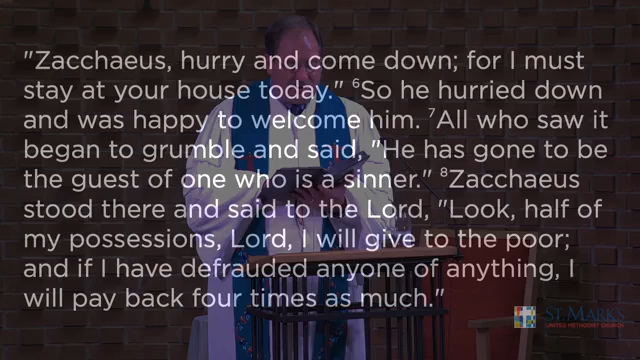 "Zacchaeus, hurry and come down; for I must
stay at your house today." ⁶So he hurried down
and was happy to welcome him. ⁷All who saw it
began to grumble and said, "He has gone to be
the guest of one who is a sinner." ⁸Zacchaeus
stood there and said to the Lord, "Look, half of
my possessions, Lord, I will give to the poor;
and if I have defrauded anyone of anything, I
will pay back four times as much."
ST. MARK'S
UNITED METHODIST CHURCH